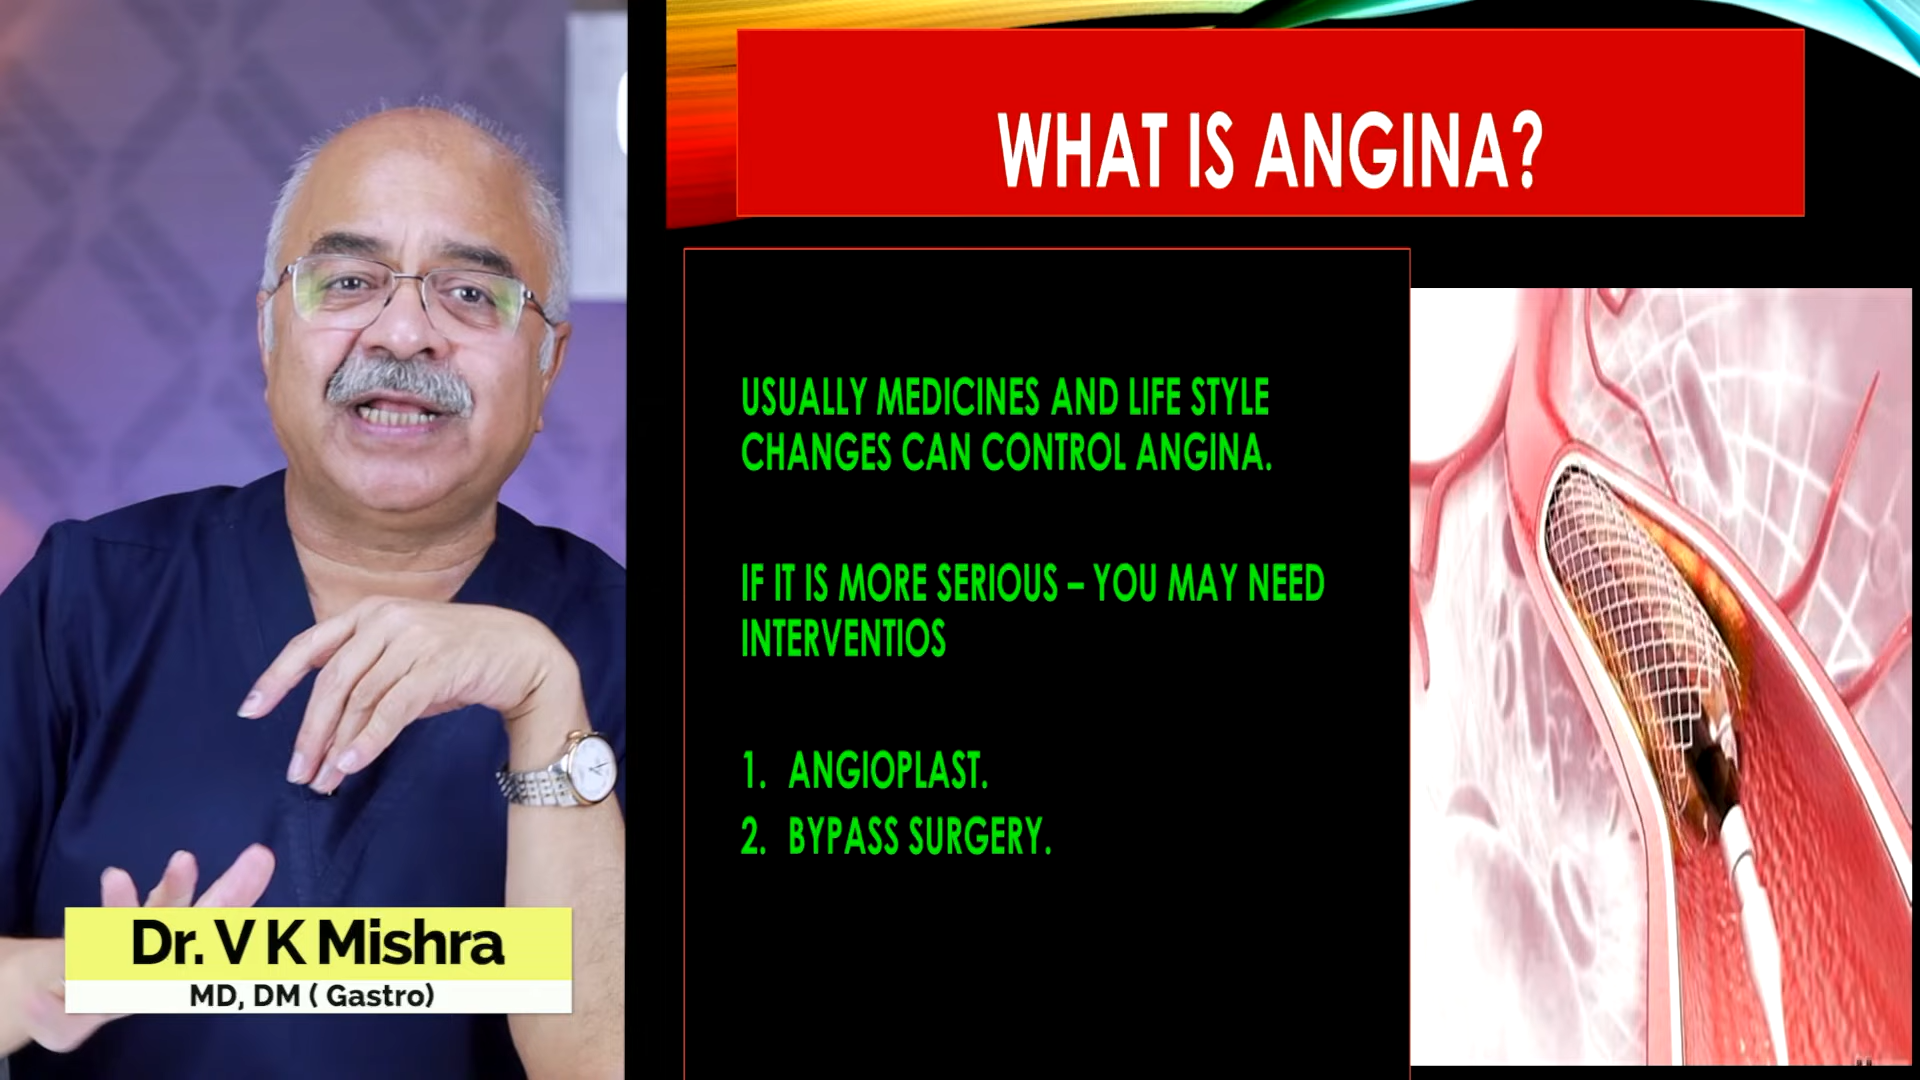 WHAT IS ANGINA?
USUALLY MEDICINES AND LIFE STYLE
CHANGES CAN CONTROL ANGINA.
IF IT IS MORE SERIOUS – YOU MAY NEED
INTERVENTIOS
1. ANGIOPLAST.
2. BYPASS SURGERY.
Dr. V K Mishra
MD, DM ( Gastro)